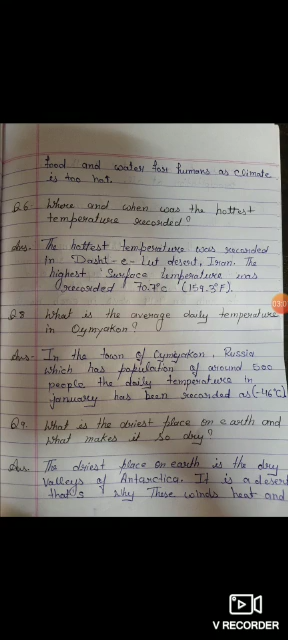 food and water for humans as climate
is too hot.
Q6. Where and when was the hottest
temperature recorded?
Ans. The hottest temperature was recorded
in Dasht-e-Lut desert, Iran. The
highest Surface temperature was
recorded 70.7°c (159.3°F).
03:0
Q8 What is the average daily temperature
in Oymyakon?
Ans- In the town of Oymyakon, Russia
which has population of around 500
people the daily temperature in
january has been recorded as (-46°C)
Q9. What is the driest place on earth and
what makes it so dry?
Ans. The driest place on earth is the dry
Valleys of Antarctica. It is a desert
that's why These winds heat and
V RECORDER